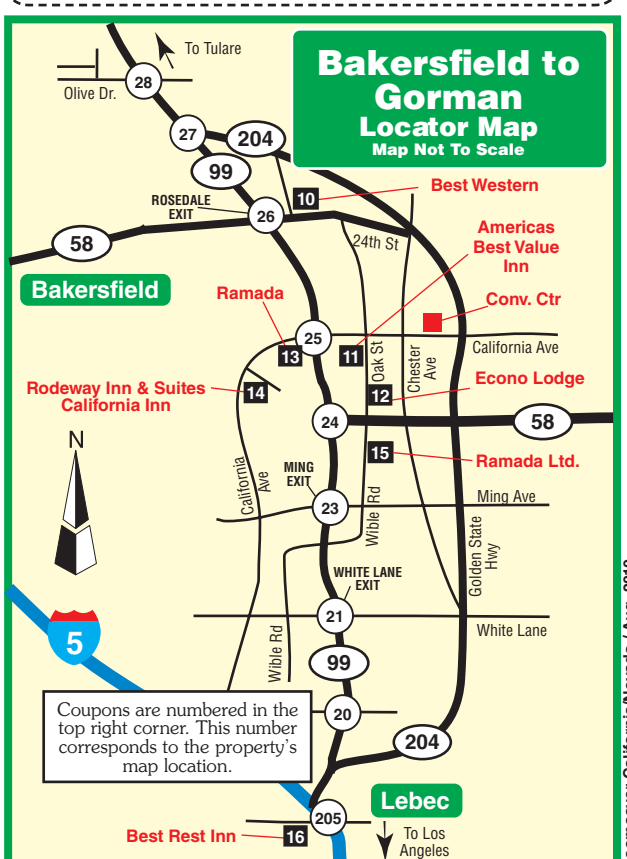 To Tulare
Bakersfield to
Gorman
Locator Map
Map Not To Scale
28
Olive Dr.
27
204
99
Best Western
10
ROSEDALE
EXIT
26
Americas
Best Value
Inn
24th St
58
Bakersfield
Ramada
Conv. Ctr
25
California Ave
13
11
Oak St
Chester
Ave
Econo Lodge
Rodeway Inn & Suites
California Inn
14
12
24
58
N
15
Ramada Ltd.
California
Ave
MING
EXIT
Wible Rd
Ming Ave
23
Golden State
Hwy
WHITE LANE
EXIT
21
White Lane
5
Wible Rd
99
Coupons are numbered in the
top right corner. This number
corresponds to the property's
map location.
20
204
Lebec
205
Best Rest Inn
16
To Los
Angeles
California/Nevada / Aug. 2010